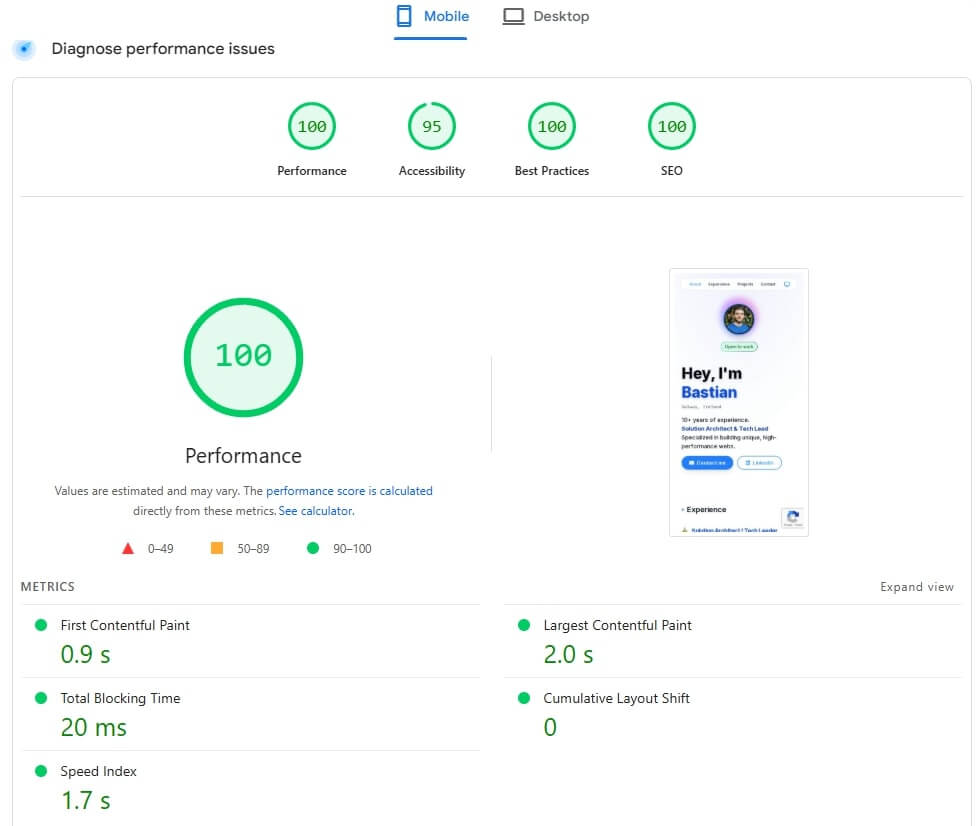 Mobile
Desktop
Diagnose performance issues
100
95
100
100
Performance
Accessibility
Best Practices
SEO
100
Performance
Values are estimated and may vary. The performance score is calculated
directly from these metrics. See calculator.
0–49
50–89
90–100
About Experience Projects Contact
Open to work
Hey, I'm
Bastian
10+ years of experience.
Solution Architect & Tech Lead
Specialized in building unique, high-
performance webs.
Contact me
LinkedIn
Experience
Solution Architect | Tech Leader
METRICS
Expand view
First Contentful Paint
0.9 s
Largest Contentful Paint
2.0 s
Total Blocking Time
20 ms
Cumulative Layout Shift
0
Speed Index
1.7 s